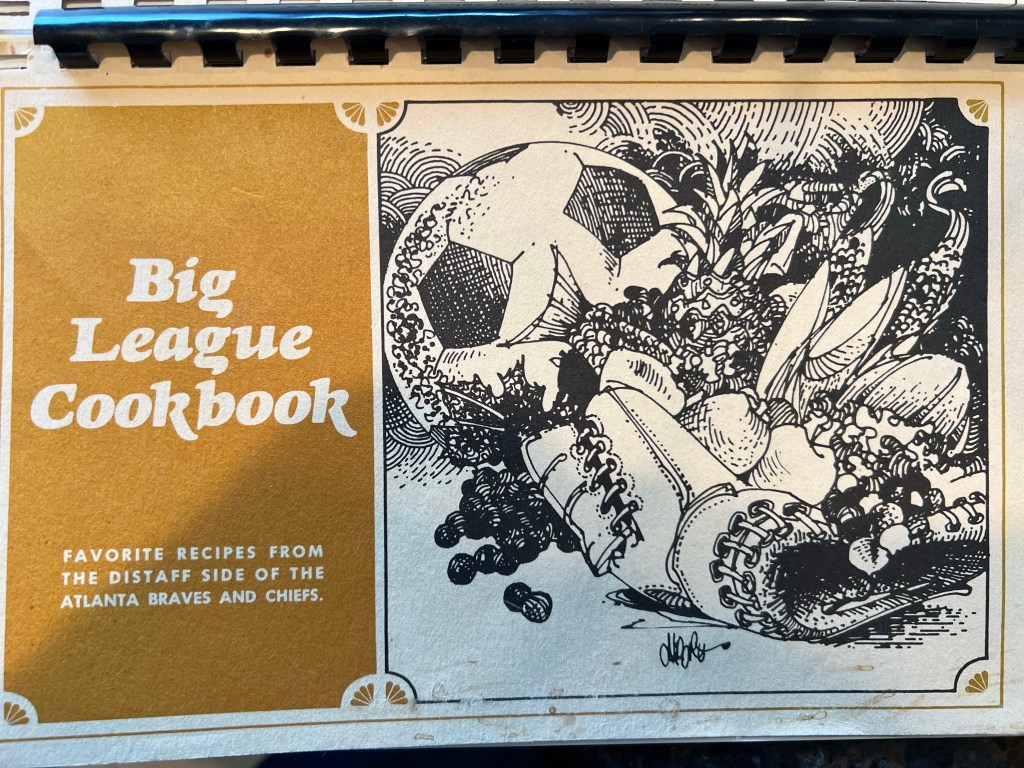 Big
League
Cookbook
FAVORITE RECIPES FROM
THE DISTAFF SIDE OF THE
ATLANTA BRAVES AND CHIEFS.